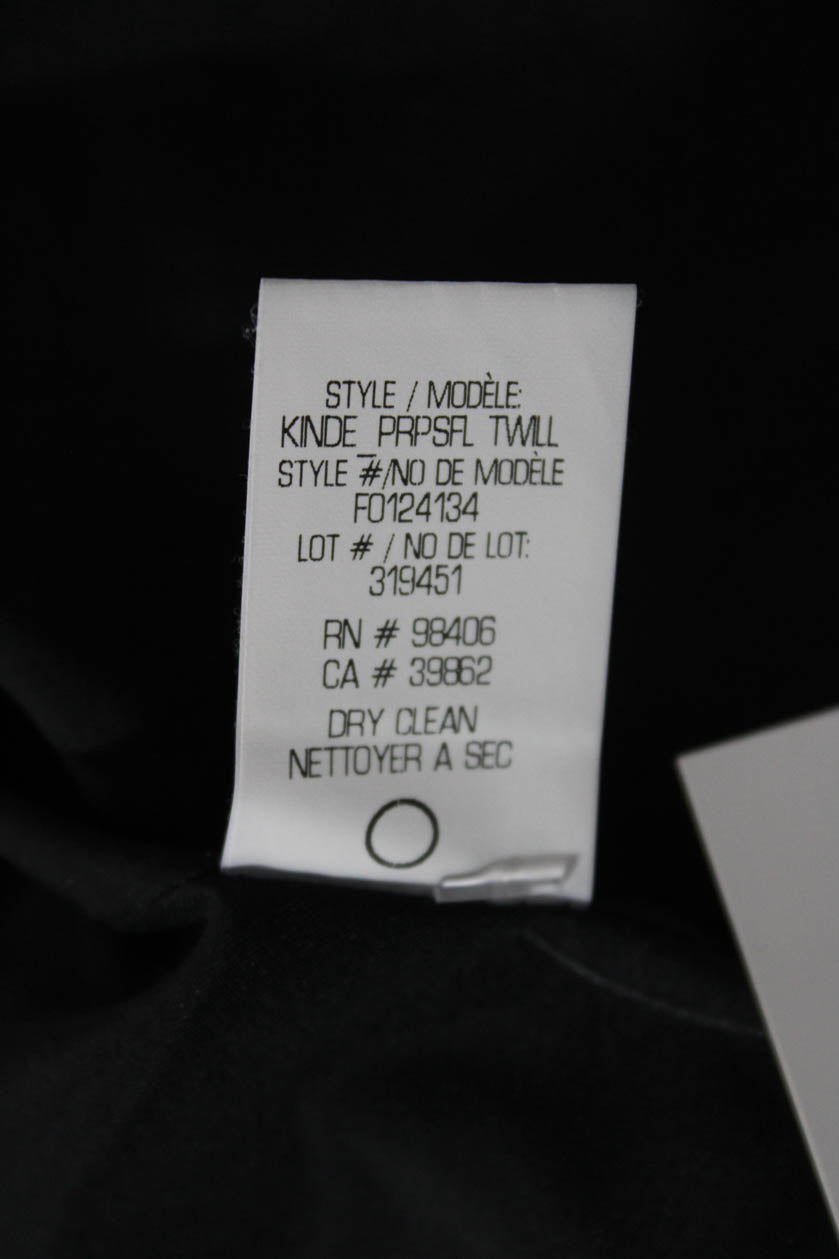 STYLE / MODÈLE:
KINDE_PRPSFL TWILL
STYLE #/NO DE MODÈLE
F0124134
LOT # / NO DE LOT:
319451
RN # 98406
CA # 39862
DRY CLEAN
NETTOYER A SEC